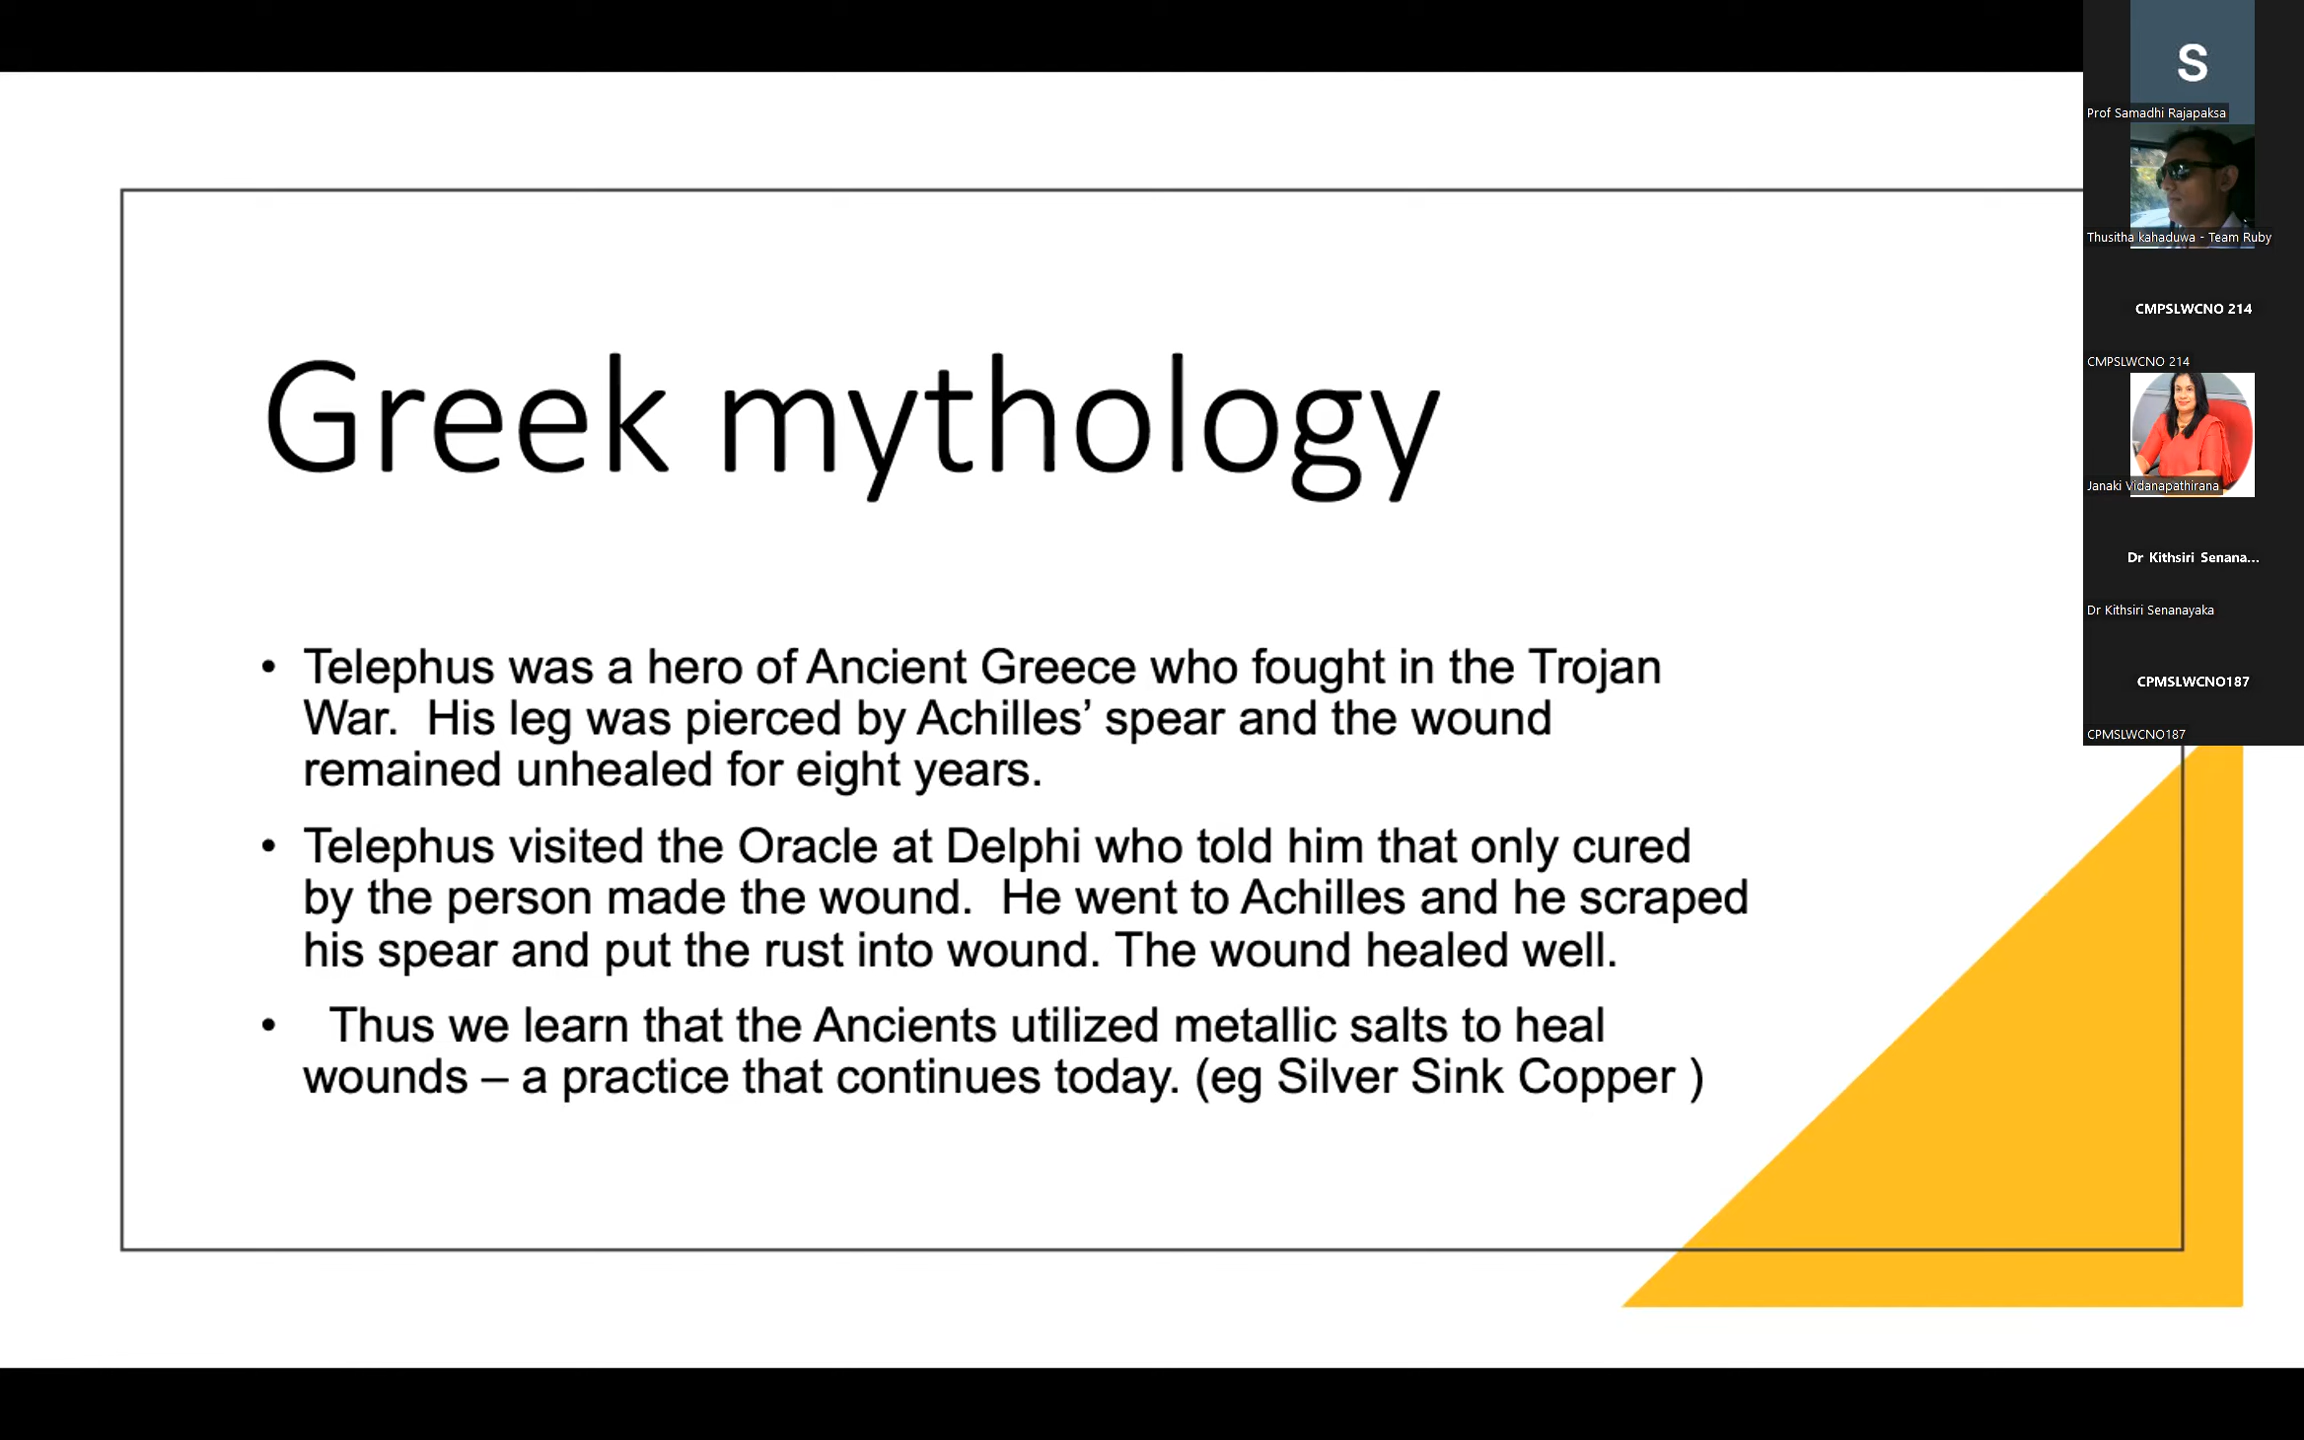 Greek mythology
• Telephus was a hero of Ancient Greece who fought in the Trojan
War.  His leg was pierced by Achilles’ spear and the wound
remained unhealed for eight years.
• Telephus visited the Oracle at Delphi who told him that only cured
by the person made the wound.  He went to Achilles and he scraped
his spear and put the rust into wound. The wound healed well.
• Thus we learn that the Ancients utilized metallic salts to heal
wounds – a practice that continues today. (eg Silver Sink Copper )
S
Prof Samadhi Rajapaksa
Thusitha kahaduwa - Team Ruby
CMPSLWCNO 214
CMPSLWCNO 214
Janaki Vidanapathirana
Dr Kithsiri Senana...
Dr Kithsiri Senanayaka
CPMSLWCNO187
CPMSLWCNO187